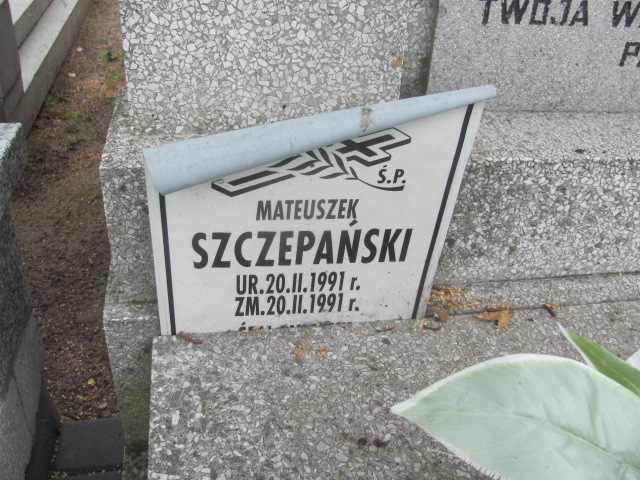 TWOJA
Ś.P.
MATEUSZEK
SZCZEPAŃSKI
UR.20.II.1991 r.
ZM.20.II.1991 r.